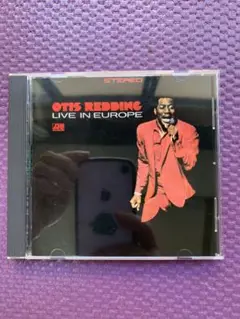 STEREO
OTIS REDDING
LIVE IN EUROPE